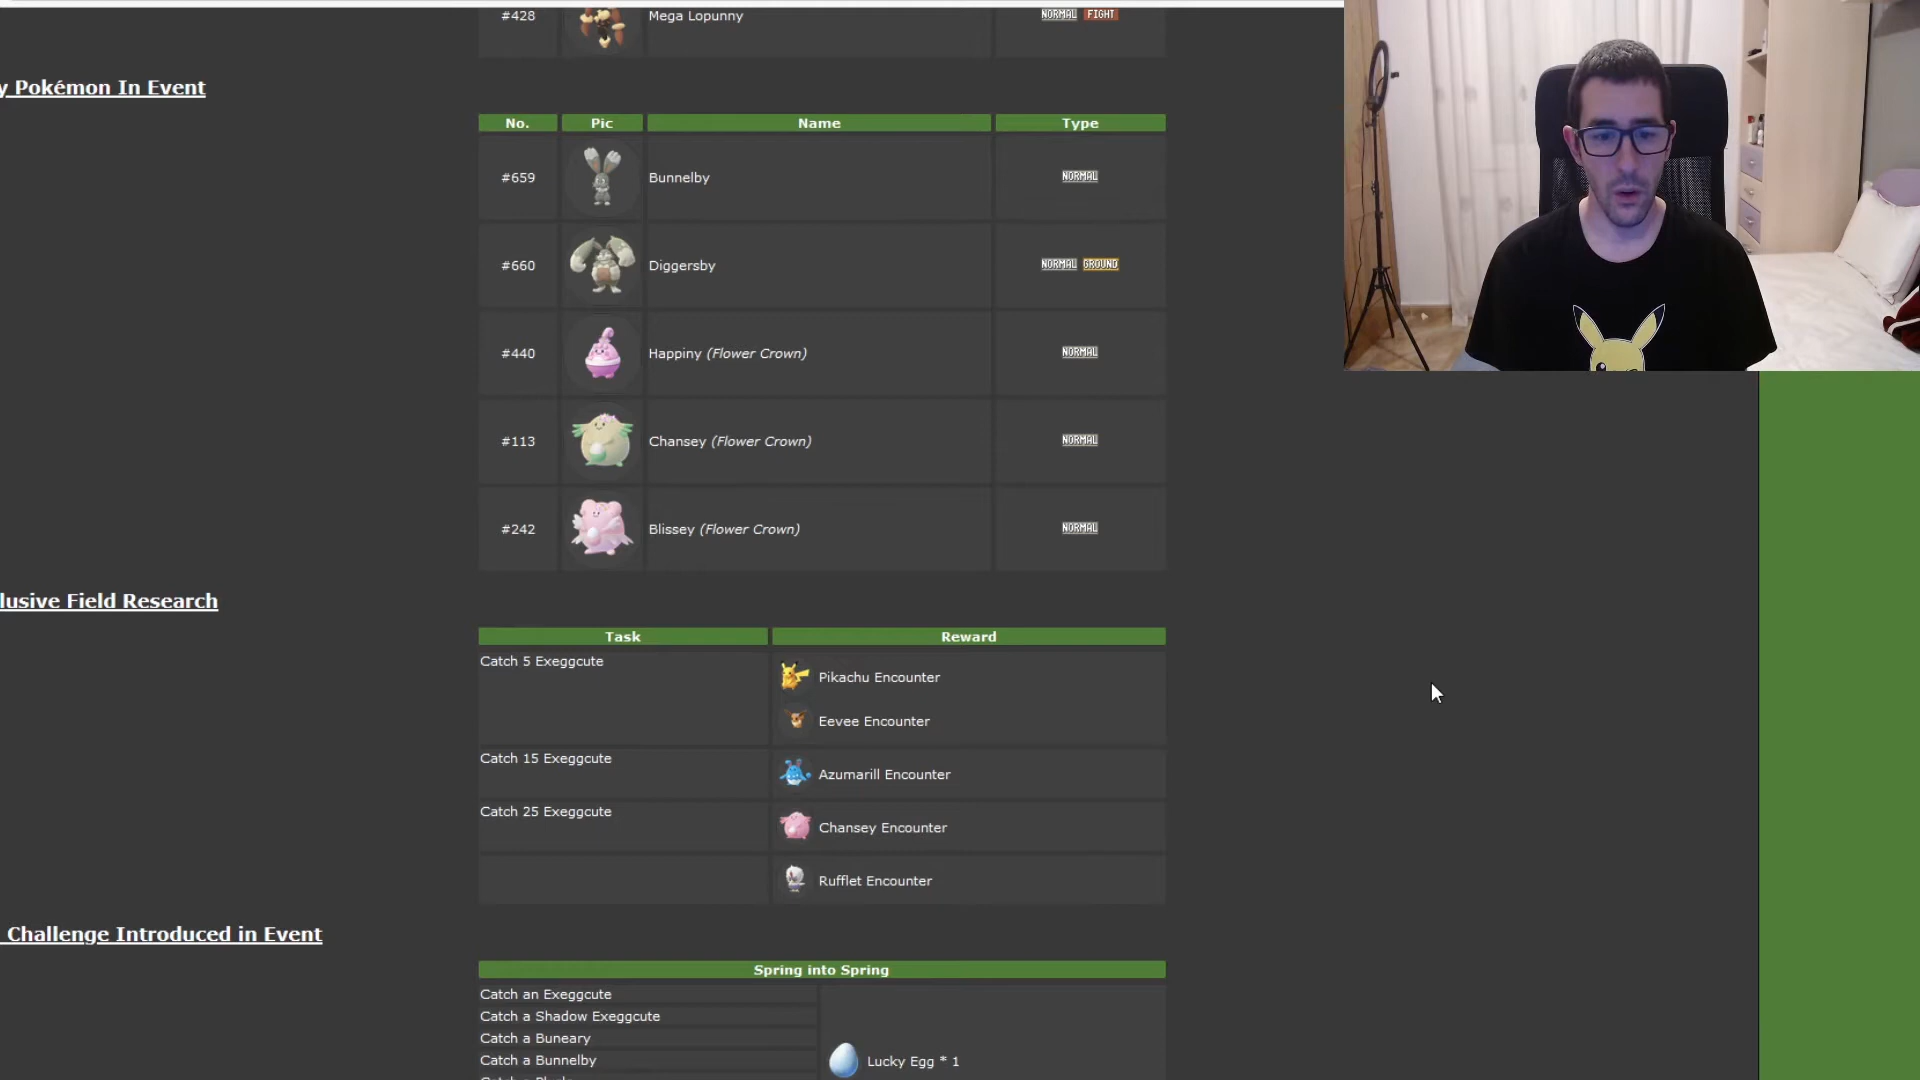 #428 Mega Lopunny NORMAL FIGHT
y Pokémon In Event
No. Pic Name Type
#659 Bunnelby NORMAL
#660 Diggersby NORMAL GROUND
#440 Happiny (Flower Crown) NORMAL
#113 Chansey (Flower Crown) NORMAL
#242 Blissey (Flower Crown) NORMAL
lusive Field Research
Task Reward
Catch 5 Exeggcute Pikachu Encounter
Eevee Encounter
Catch 15 Exeggcute Azumarill Encounter
Catch 25 Exeggcute Chansey Encounter
Rufflet Encounter
Challenge Introduced in Event
Spring into Spring
Catch an Exeggcute
Catch a Shadow Exeggcute
Catch a Buneary
Catch a Bunnelby
Lucky Egg * 1